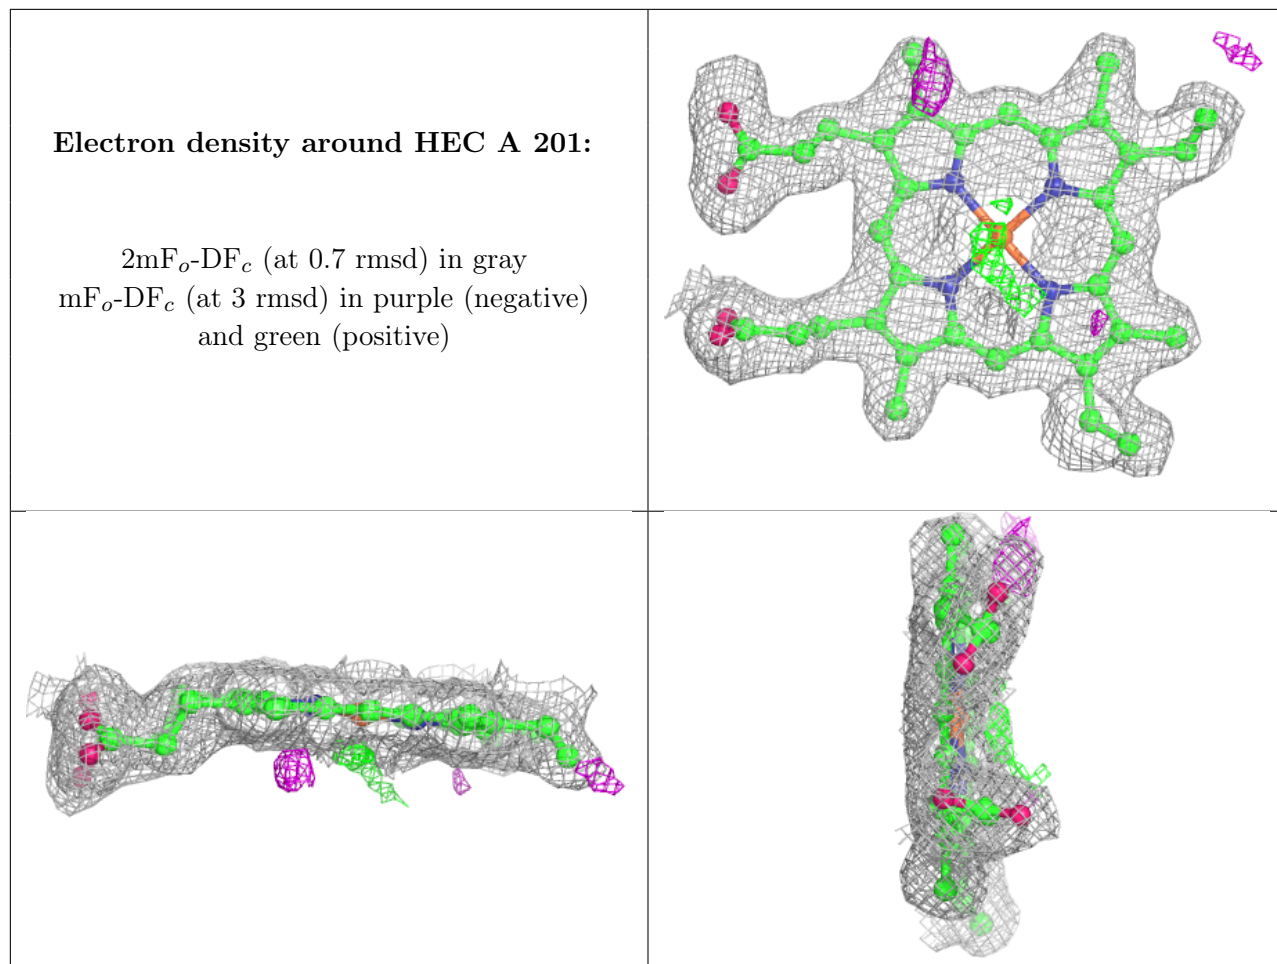 Electron density around HEC A 201:
2mFo-DFc (at 0.7 rmsd) in gray
mFo-DFc (at 3 rmsd) in purple (negative)
and green (positive)